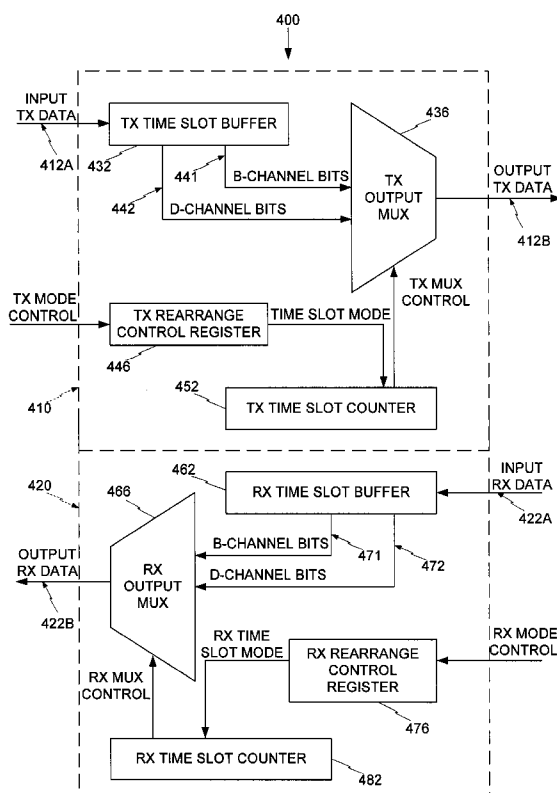 400
INPUT
TX DATA
412A
TX TIME SLOT BUFFER
432
441
442
B-CHANNEL BITS
D-CHANNEL BITS
436
TX
OUTPUT
MUX
OUTPUT
TX DATA
412B
TX MODE
CONTROL
TX REARRANGE
CONTROL REGISTER
446
TIME SLOT MODE
TX MUX
CONTROL
452
TX TIME SLOT COUNTER
410
420
462
RX TIME SLOT BUFFER
INPUT
RX DATA
422A
466
B-CHANNEL BITS
471
472
D-CHANNEL BITS
RX
OUTPUT
MUX
OUTPUT
RX DATA
422B
RX TIME
SLOT MODE
RX REARRANGE
CONTROL
REGISTER
476
RX MODE
CONTROL
RX MUX
CONTROL
RX TIME SLOT COUNTER
482